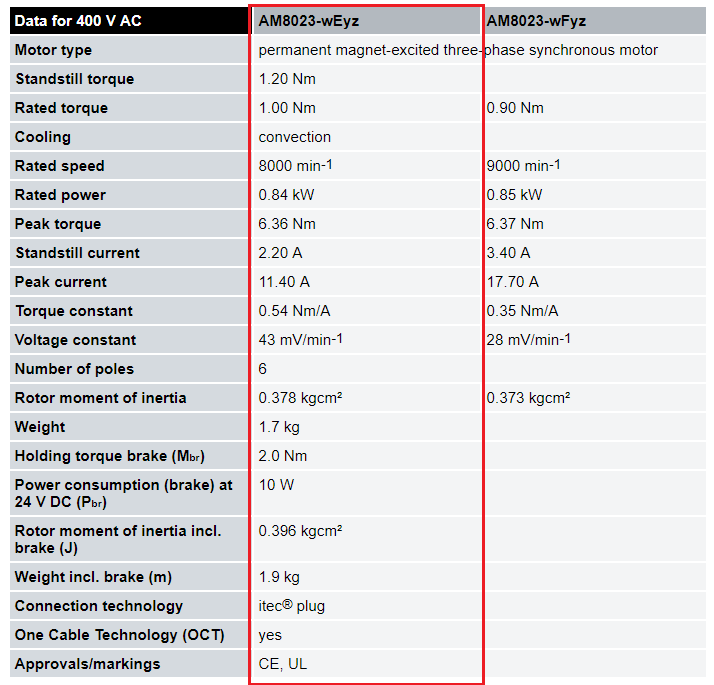 Data for 400 V AC AM8023-wEyz AM8023-wFyz
Motor type permanent magnet-excited three-phase synchronous motor
Standstill torque 1.20 Nm
Rated torque 1.00 Nm 0.90 Nm
Cooling convection
Rated speed 8000 min-1 9000 min-1
Rated power 0.84 kW 0.85 kW
Peak torque 6.36 Nm 6.37 Nm
Standstill current 2.20 A 3.40 A
Peak current 11.40 A 17.70 A
Torque constant 0.54 Nm/A 0.35 Nm/A
Voltage constant 43 mV/min-1 28 mV/min-1
Number of poles 6
Rotor moment of inertia 0.378 kgcm² 0.373 kgcm²
Weight 1.7 kg
Holding torque brake (Mbr) 2.0 Nm
Power consumption (brake) at 10 W
24 V DC (Pbr)
Rotor moment of inertia incl. 0.396 kgcm²
brake (J)
Weight incl. brake (m) 1.9 kg
Connection technology itec® plug
One Cable Technology (OCT) yes
Approvals/markings CE, UL